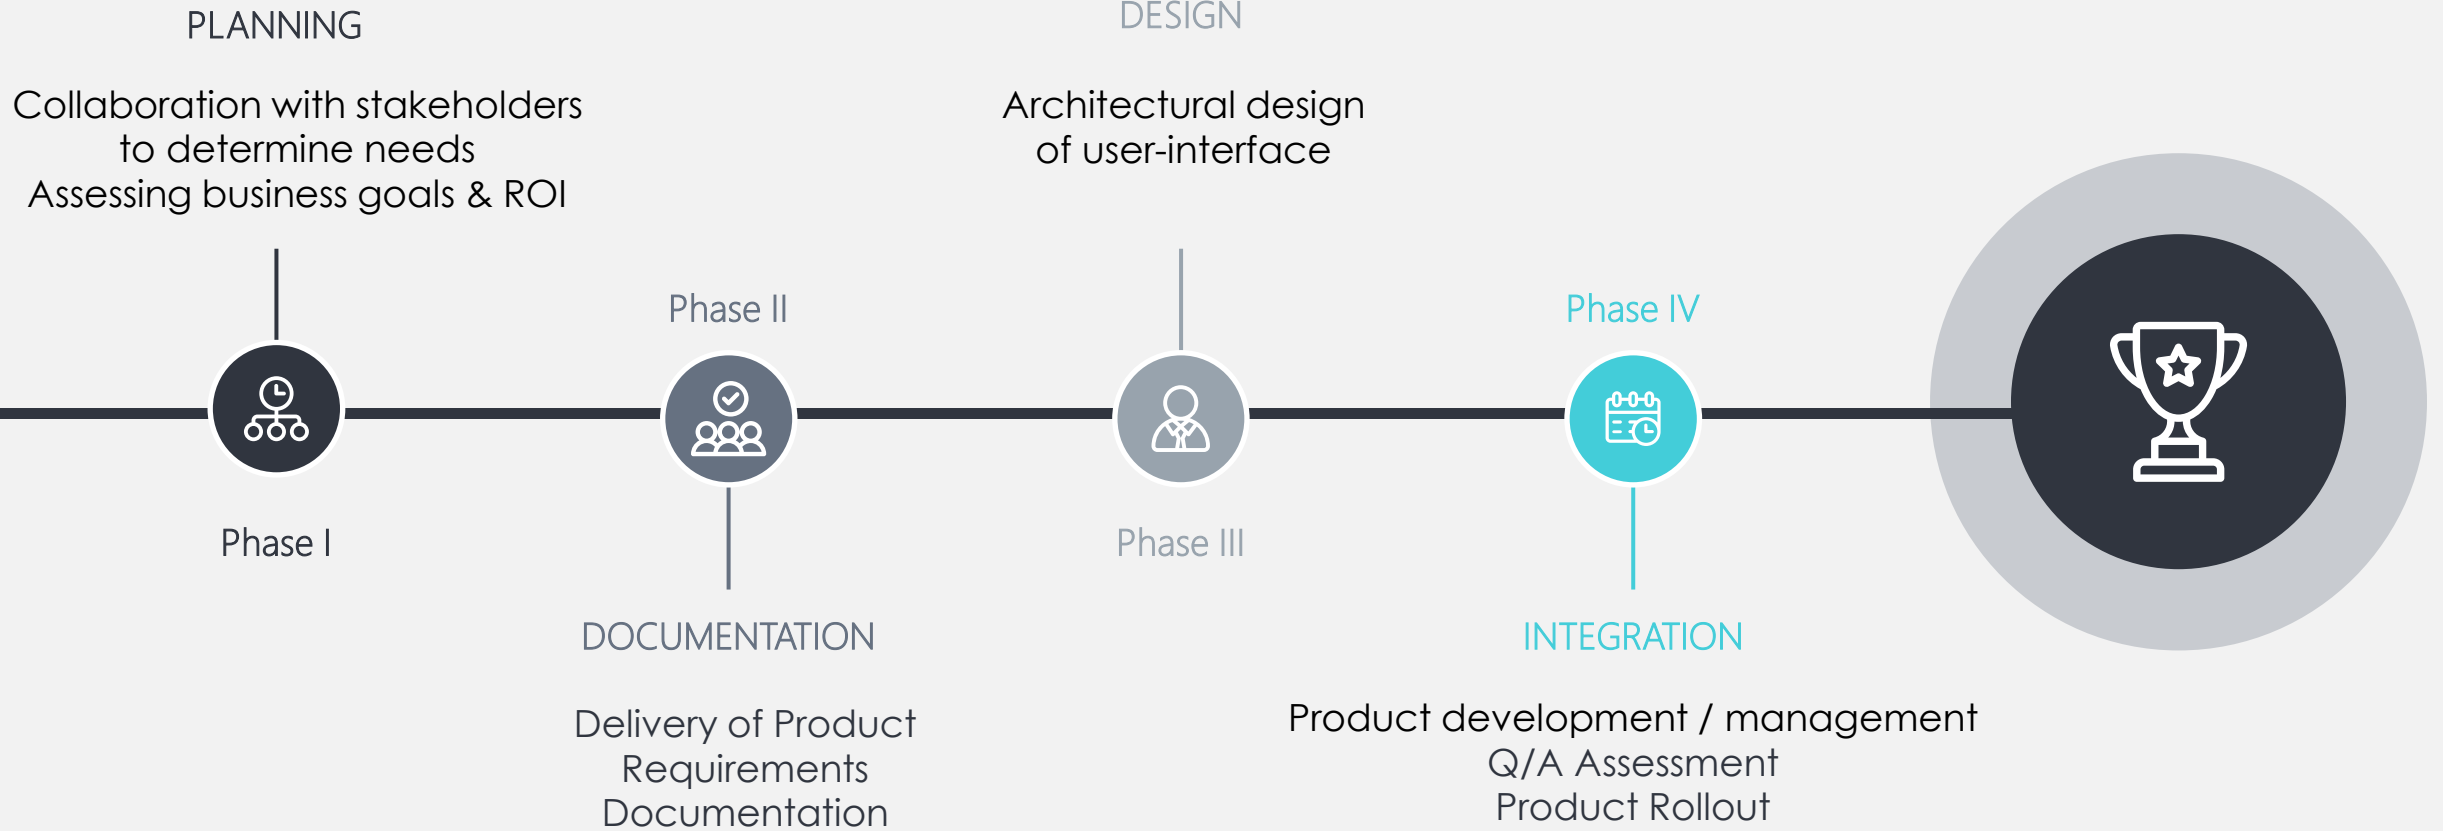 PLANNING
Collaboration with stakeholders
to determine needs
Assessing business goals & ROI
Phase I
Phase II
DOCUMENTATION
Delivery of Product
Requirements
Documentation
DESIGN
Architectural design
of user-interface
Phase III
Phase IV
INTEGRATION
Product development / management
Q/A Assessment
Product Rollout